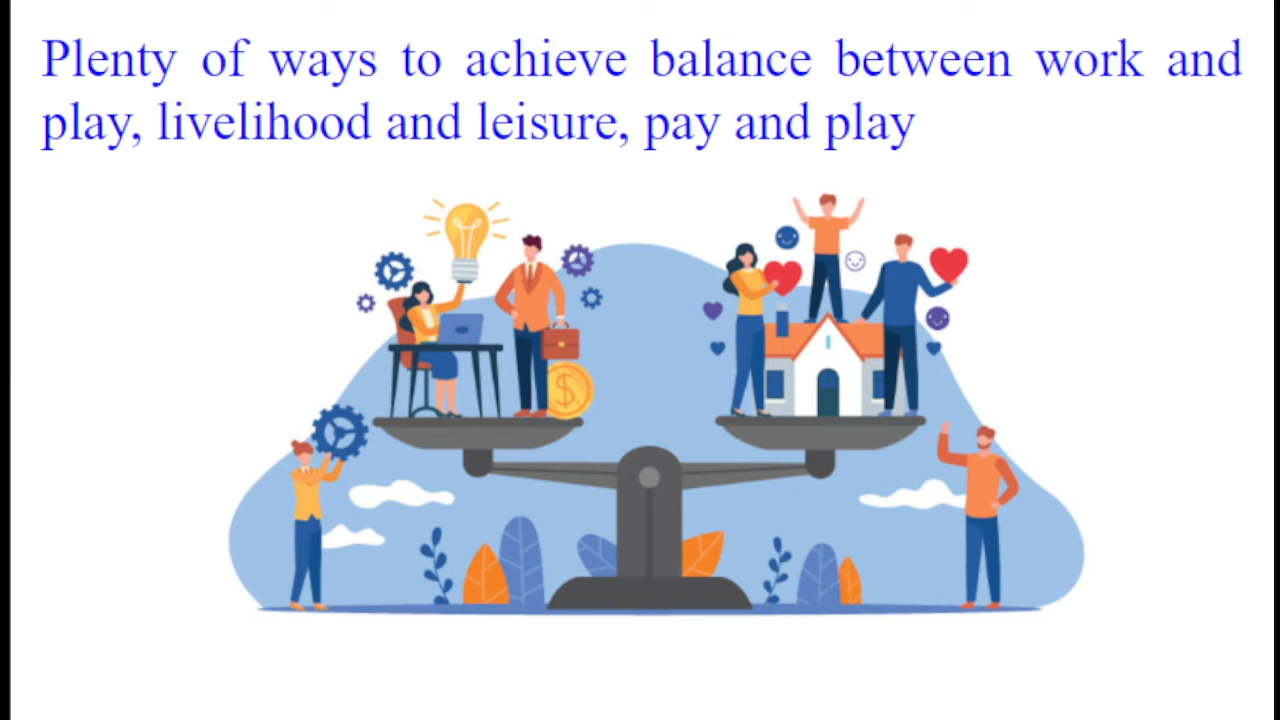 Plenty of ways to achieve balance between work and
play, livelihood and leisure, pay and play
$